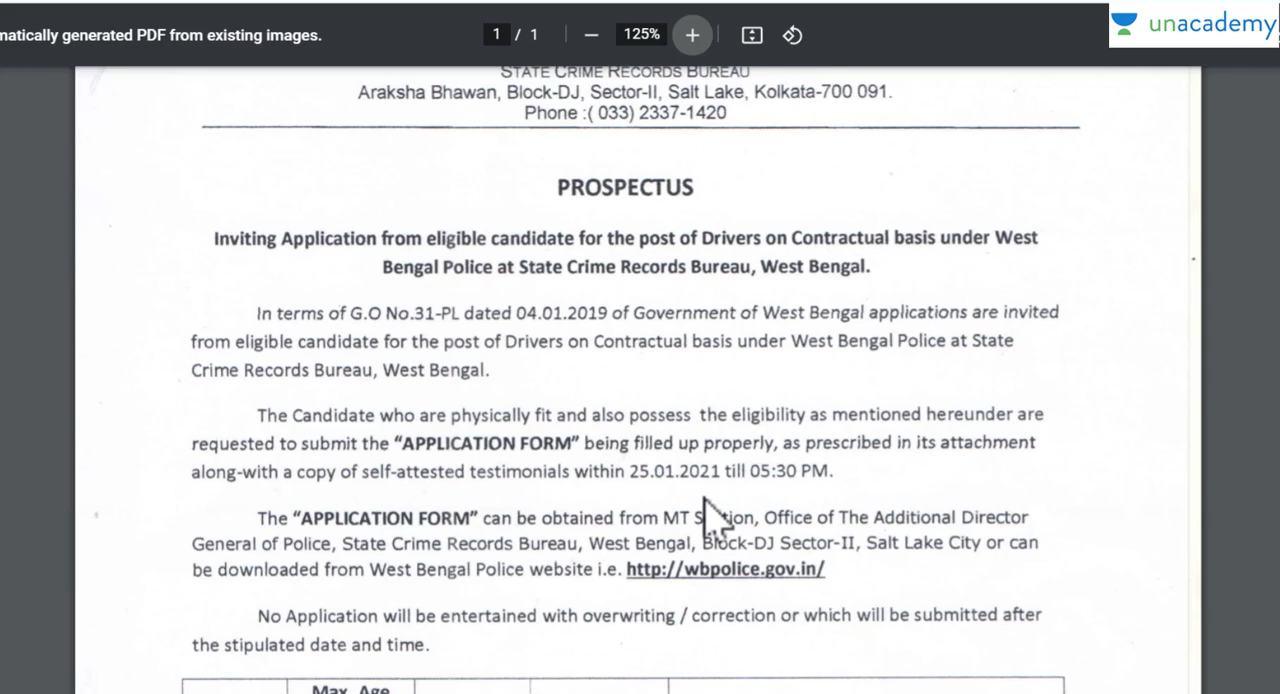 matically generated PDF from existing images.
1 / 1
125%
unacademy
STATE CRIME RECORDS BUREAU
Araksha Bhawan, Block-DJ, Sector-II, Salt Lake, Kolkata-700 091.
Phone :( 033) 2337-1420
PROSPECTUS
Inviting Application from eligible candidate for the post of Drivers on Contractual basis under West
Bengal Police at State Crime Records Bureau, West Bengal.
In terms of G.O No.31-PL dated 04.01.2019 of Government of West Bengal applications are invited
from eligible candidate for the post of Drivers on Contractual basis under West Bengal Police at State
Crime Records Bureau, West Bengal.
The Candidate who are physically fit and also possess the eligibility as mentioned hereunder are
requested to submit the “APPLICATION FORM” being filled up properly, as prescribed in its attachment
along-with a copy of self-attested testimonials within 25.01.2021 till 05:30 PM.
The “APPLICATION FORM” can be obtained from MT Section, Office of The Additional Director
General of Police, State Crime Records Bureau, West Bengal, Block-DJ Sector-II, Salt Lake City or can
be downloaded from West Bengal Police website i.e. http://wbpolice.gov.in/
No Application will be entertained with overwriting / correction or which will be submitted after
the stipulated date and time.
Max. Age